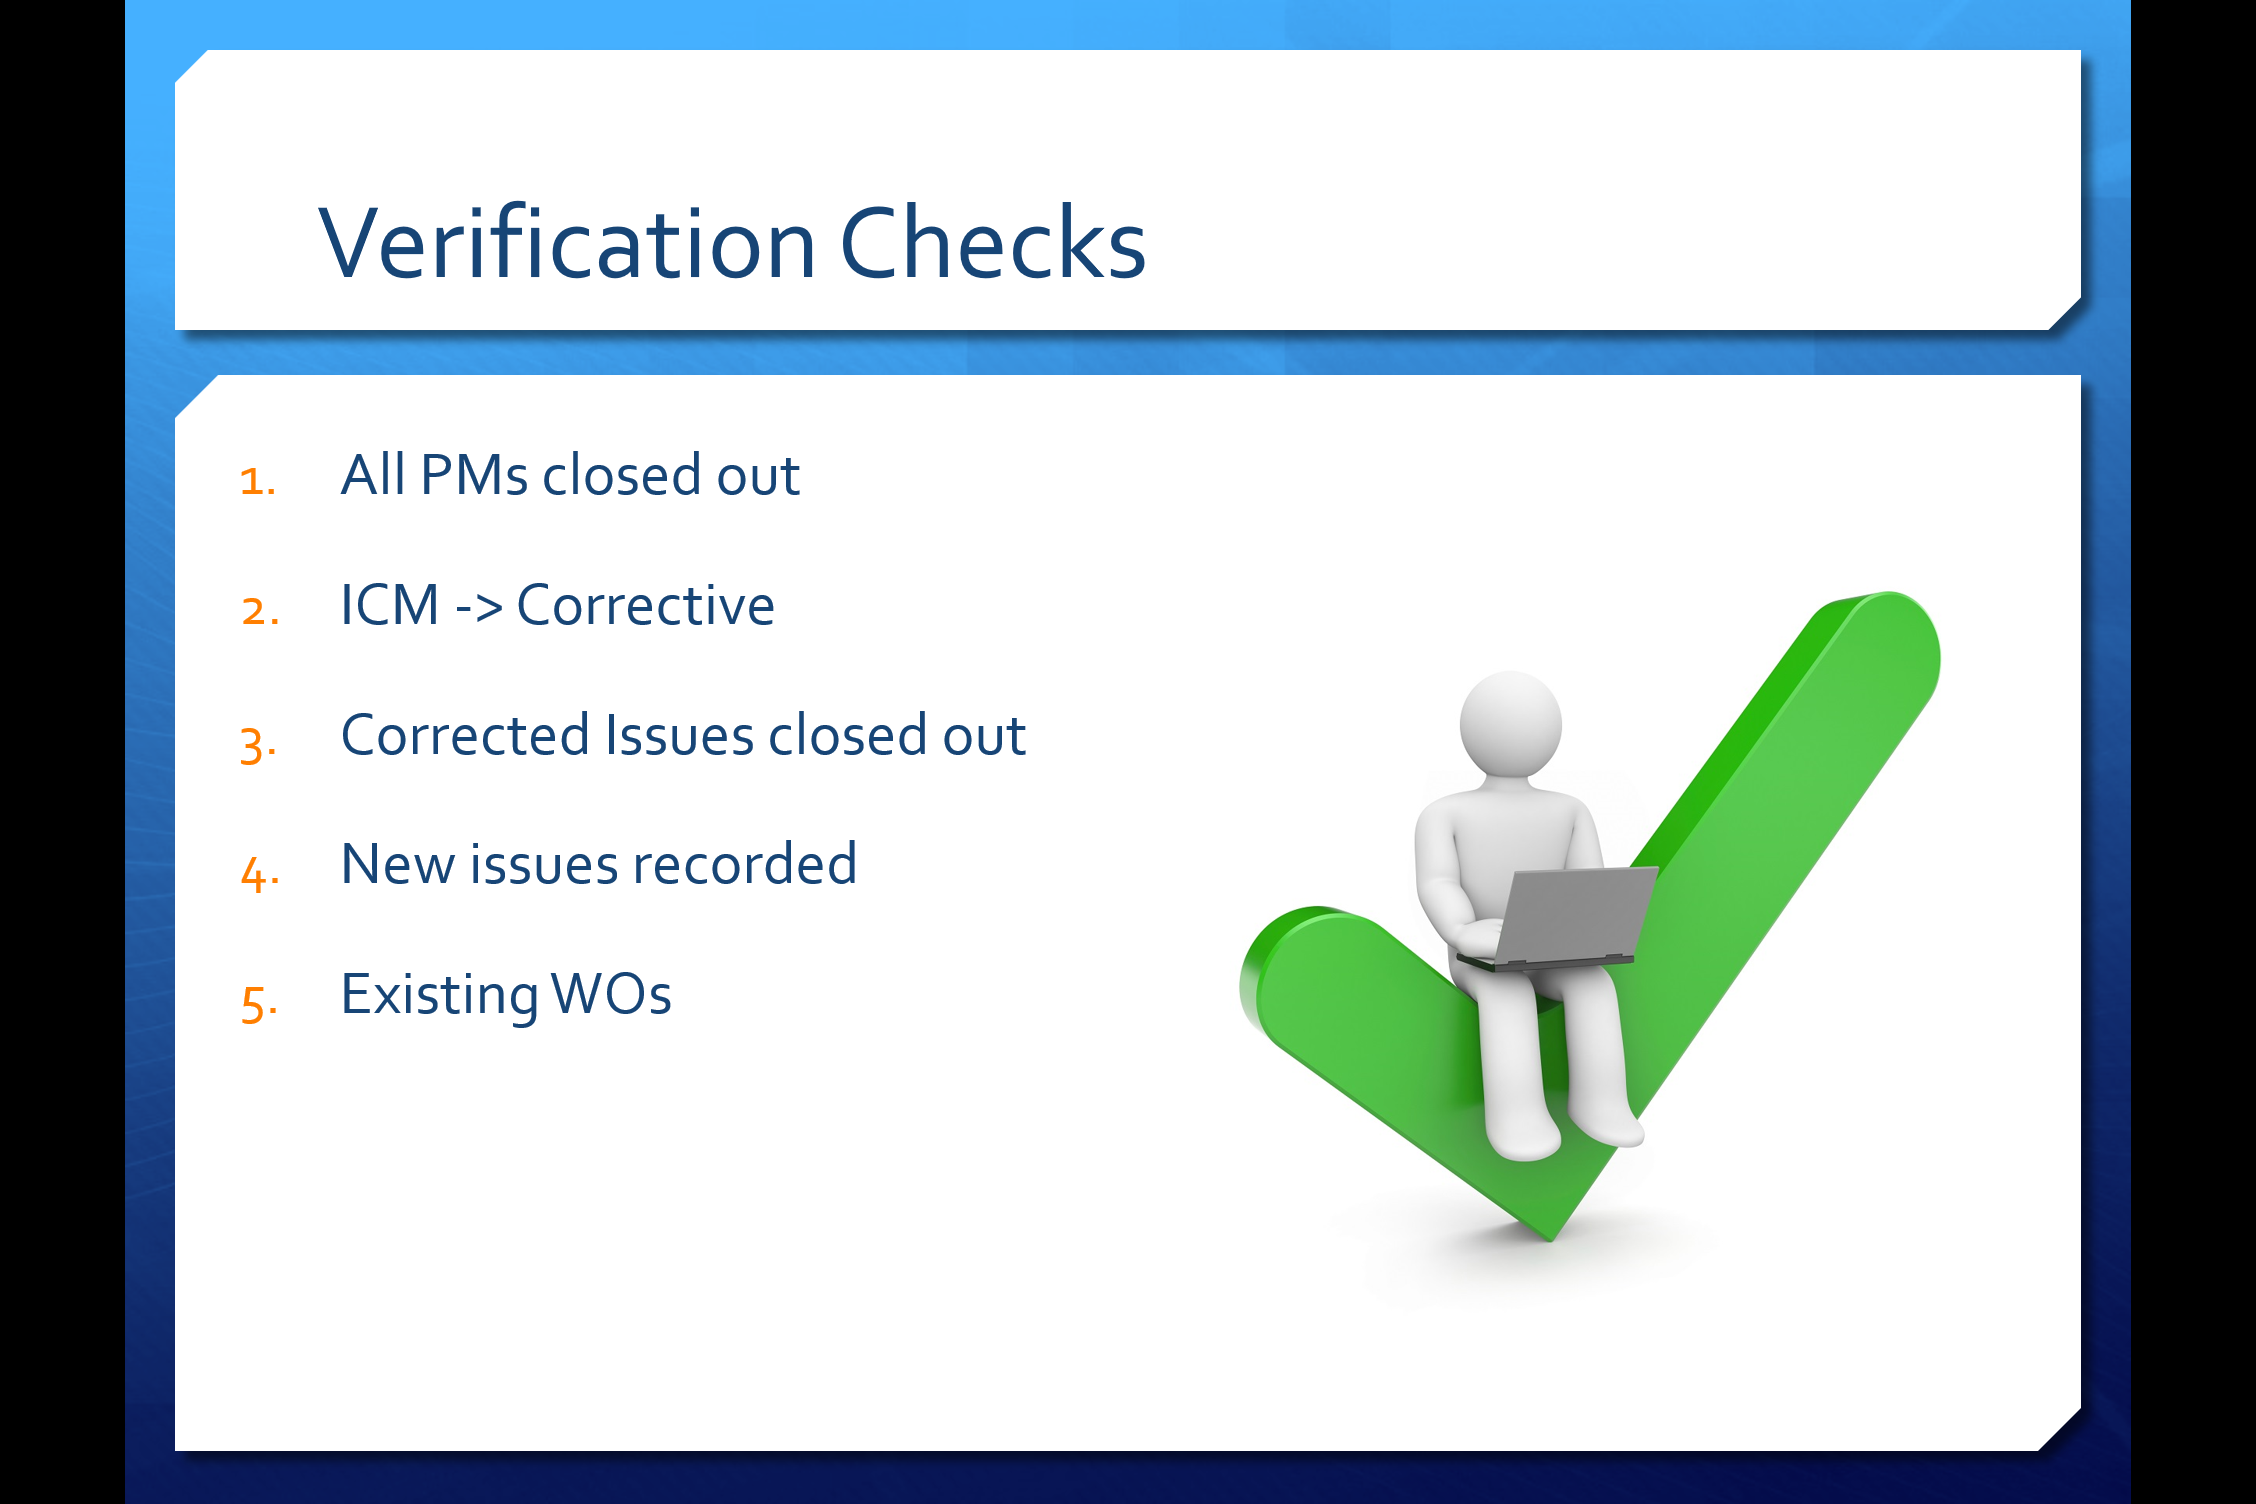 Verification Checks
1. All PMs closed out
2. ICM -> Corrective
3. Corrected Issues closed out
4. New issues recorded
5. Existing WOs